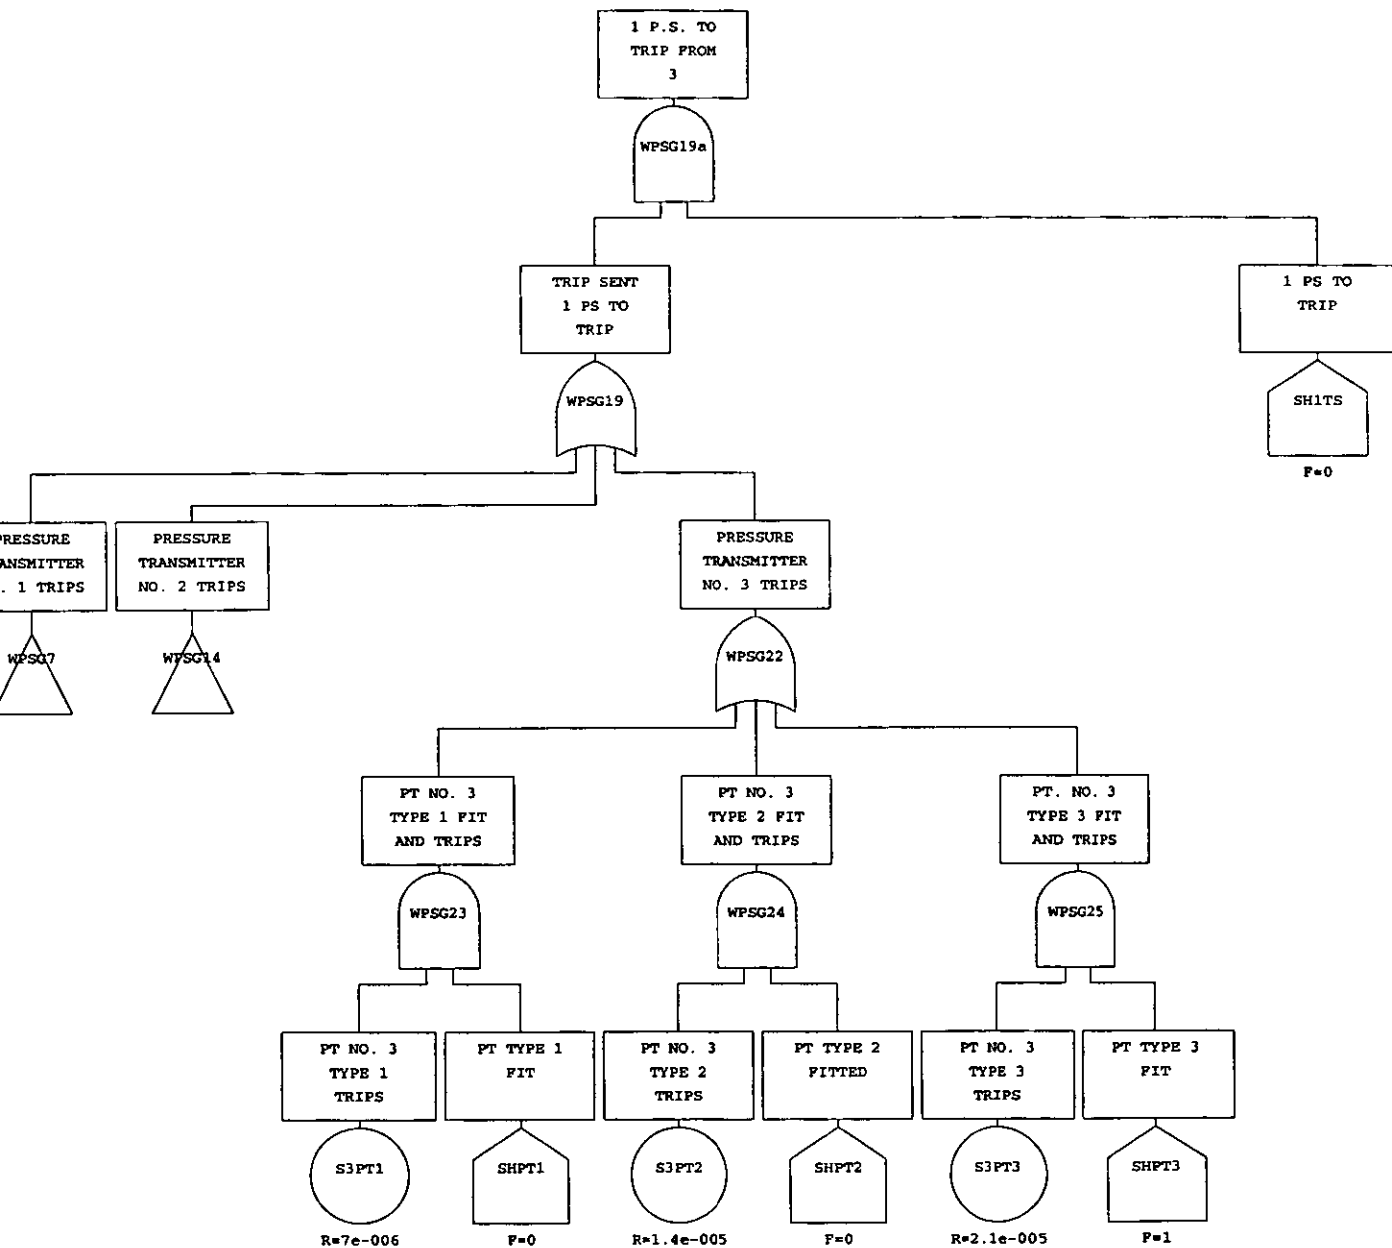 1 P.S. TO
TRIP FROM
3
WPSG19a
TRIP SENT
1 PS TO
TRIP
1 PS TO
TRIP
WPSG19
SH1TS
F=0
PRESSURE
ANSMITTER
. 1 TRIPS
PRESSURE
TRANSMITTER
NO. 2 TRIPS
PRESSURE
TRANSMITTER
NO. 3 TRIPS
WPSG7
WPSG14
WPSG22
PT NO. 3
TYPE 1 FIT
AND TRIPS
PT NO. 3
TYPE 2 FIT
AND TRIPS
PT. NO. 3
TYPE 3 FIT
AND TRIPS
WPSG23
WPSG24
WPSG25
PT NO. 3
TYPE 1
TRIPS
PT TYPE 1
FIT
PT NO. 3
TYPE 2
TRIPS
PT TYPE 2
FITTED
PT NO. 3
TYPE 3
TRIPS
PT TYPE 3
FIT
S3PT1
SHPT1
S3PT2
SHPT2
S3PT3
SHPT3
R=7e-006
F=0
R=1.4e-005
F=0
R=2.1e-005
F=1